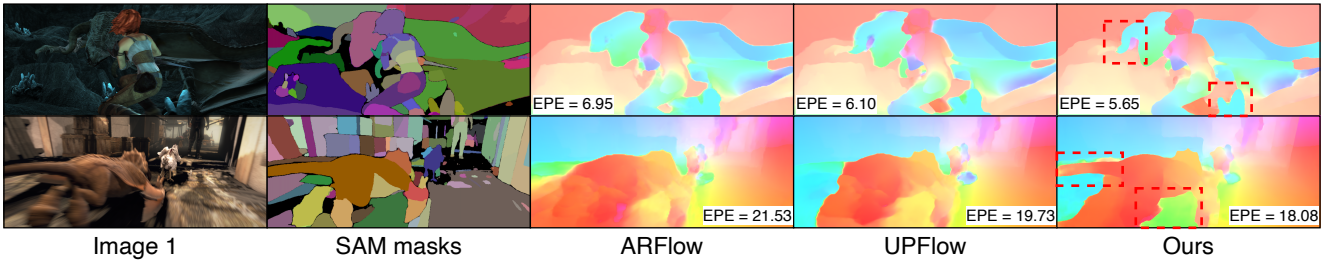 EPE = 6.95
EPE = 6.10
EPE = 5.65
EPE = 21.53
EPE = 19.73
EPE = 18.08
Image 1
SAM masks
ARFlow
UPFlow
Ours